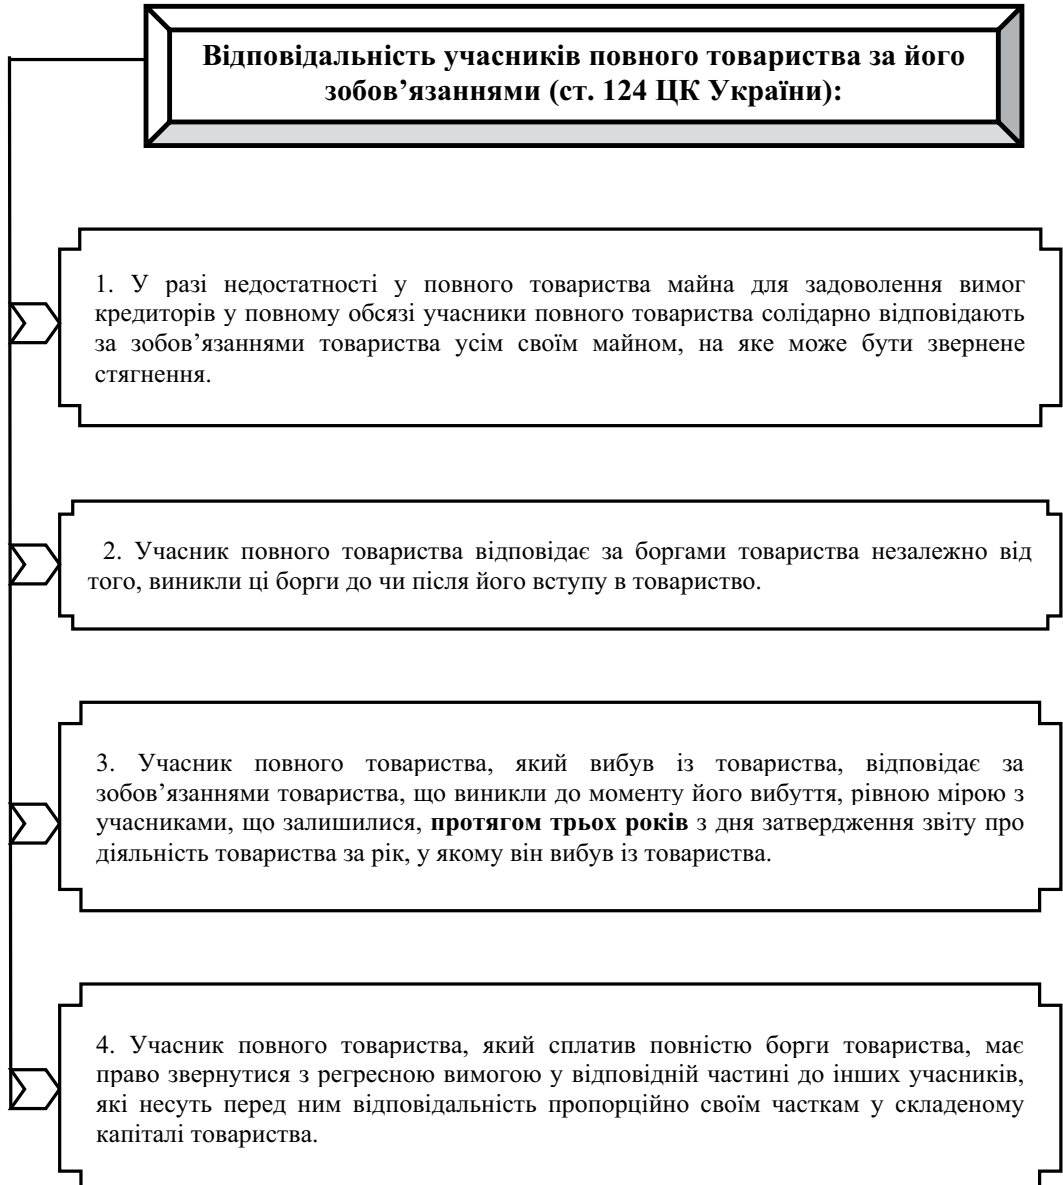 Відповідальність учасників повного товариства за його
зобов’язаннями (ст. 124 ЦК України):
1. У разі недостатності у повного товариства майна для задоволення вимог
кредиторів у повному обсязі учасники повного товариства солідарно відповідають
за зобов’язаннями товариства усім своїм майном, на яке може бути звернене
стягнення.
2. Учасник повного товариства відповідає за боргами товариства незалежно від
того, виникли ці борги до чи після його вступу в товариство.
3. Учасник повного товариства, який вибув із товариства, відповідає за
зобов’язаннями товариства, що виникли до моменту його вибуття, рівною мірою з
учасниками, що залишилися, протягом трьох років з дня затвердження звіту про
діяльність товариства за рік, у якому він вибув із товариства.
4. Учасник повного товариства, який сплатив повністю борги товариства, має
право звернутися з регресною вимогою у відповідній частині до інших учасників,
які несуть перед ним відповідальність пропорційно своїм часткам у складеному
капіталі товариства.